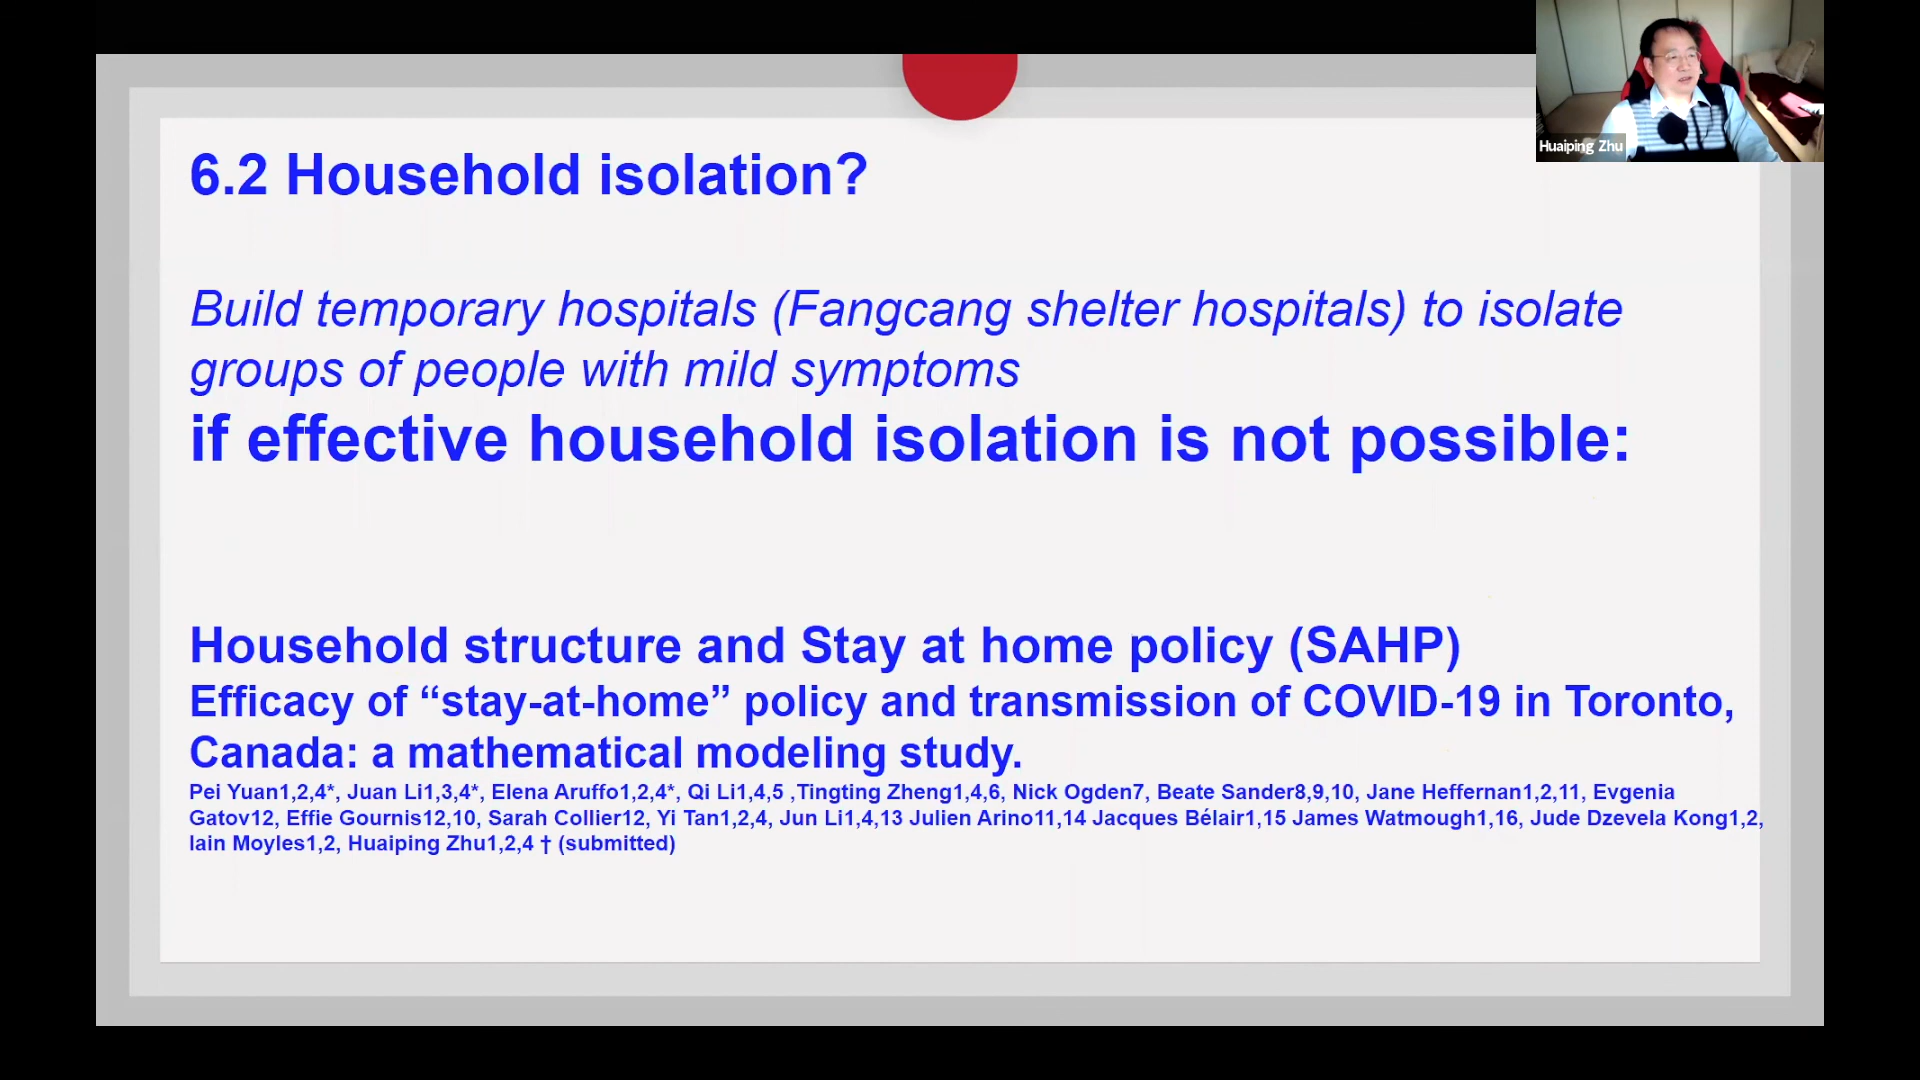 6.2 Household isolation?
Build temporary hospitals (Fangcang shelter hospitals) to isolate
groups of people with mild symptoms
if effective household isolation is not possible:
Household structure and Stay at home policy (SAHP)
Efficacy of “stay-at-home” policy and transmission of COVID-19 in Toronto,
Canada: a mathematical modeling study.
Pei Yuan1,2,4*, Juan Li1,3,4*, Elena Aruffo1,2,4*, Qi Li1,4,5 ,Tingting Zheng1,4,6, Nick Ogden7, Beate Sander8,9,10, Jane Heffernan1,2,11, Evgenia
Gatov12, Effie Gournis12,10, Sarah Collier12, Yi Tan1,2,4, Jun Li1,4,13 Julien Arino11,14 Jacques Bélair1,15 James Watmough1,16, Jude Dzevela Kong1,2,
Iain Moyles1,2, Huaiping Zhu1,2,4 † (submitted)
Huaiping Zhu